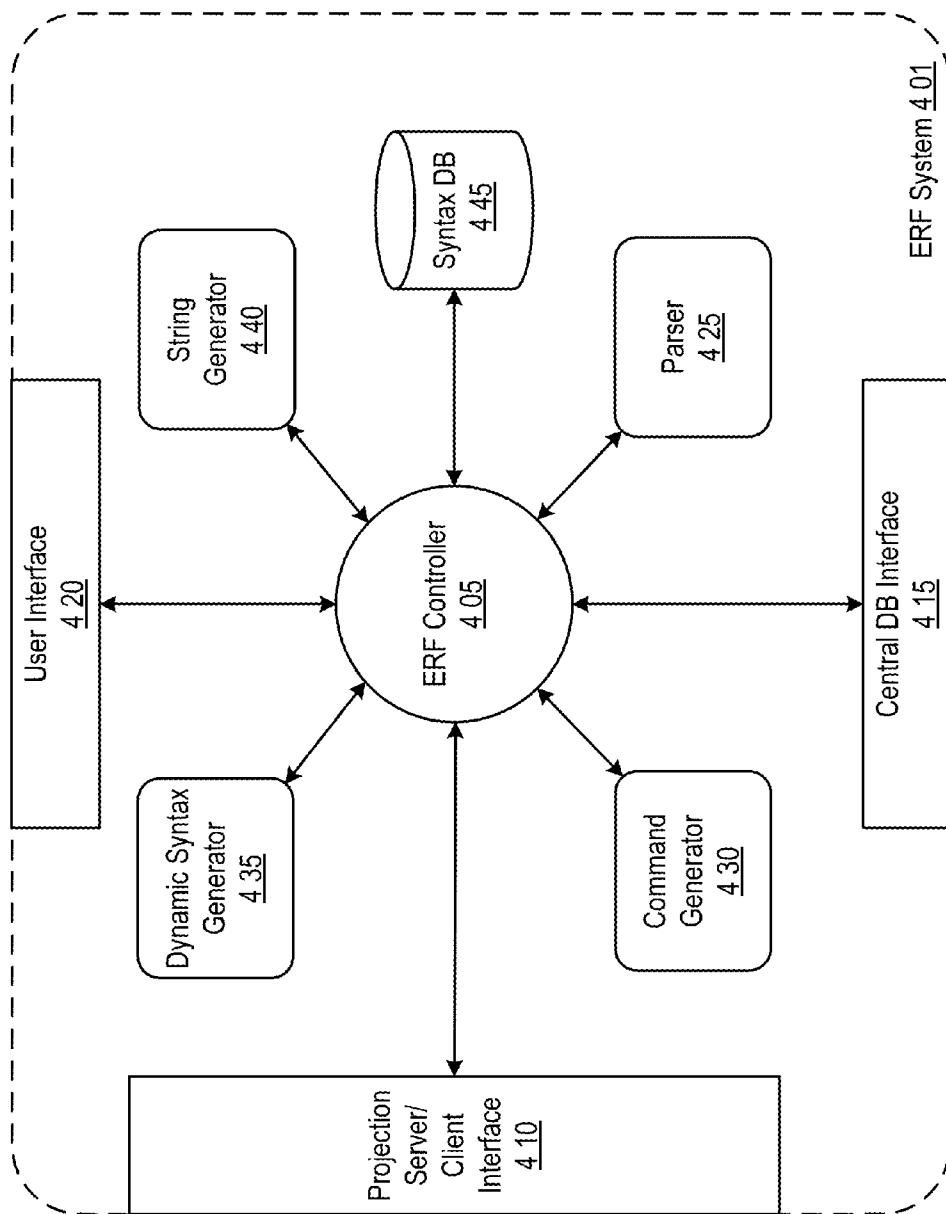 User Interface
4 20
Dynamic Syntax
Generator
4 35
String
Generator
4 40
Projection
Server/
Client
Interface
4 10
ERF Controller
4 05
Syntax DB
4 45
Command
Generator
4 30
Parser
4 25
Central DB Interface
4 15
ERF System 4 01